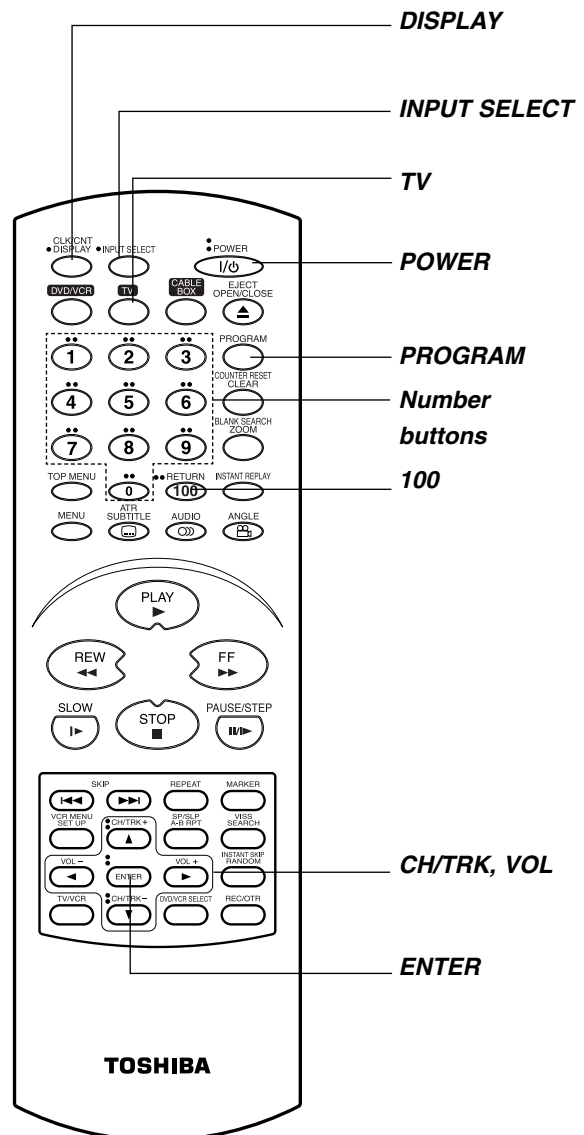 DISPLAY
INPUT SELECT
TV
POWER
PROGRAM
Number
buttons
100
CH/TRK, VOL
ENTER
CLK/CNT
DISPLAY
INPUT SELECT
POWER
I/⏻
DVD/VCR
TV
CABLE
BOX
EJECT
OPEN/CLOSE
1
2
3
PROGRAM
COUNTER RESET
CLEAR
4
5
6
BLANK SEARCH
ZOOM
7
8
9
TOP MENU
0
RETURN
100
INSTANT REPLAY
MENU
ATR
SUBTITLE
AUDIO
ANGLE
PLAY
REW
FF
SLOW
STOP
PAUSE/STEP
SKIP
REPEAT
MARKER
VCR MENU
SET UP
CH/TRK+
SP/SLP
A-B RPT
VISS
SEARCH
VOL –
ENTER
VOL +
INSTANT SKIP
RANDOM
TV/VCR
CH/TRK–
DVD/VCR SELECT
REC/OTR
TOSHIBA